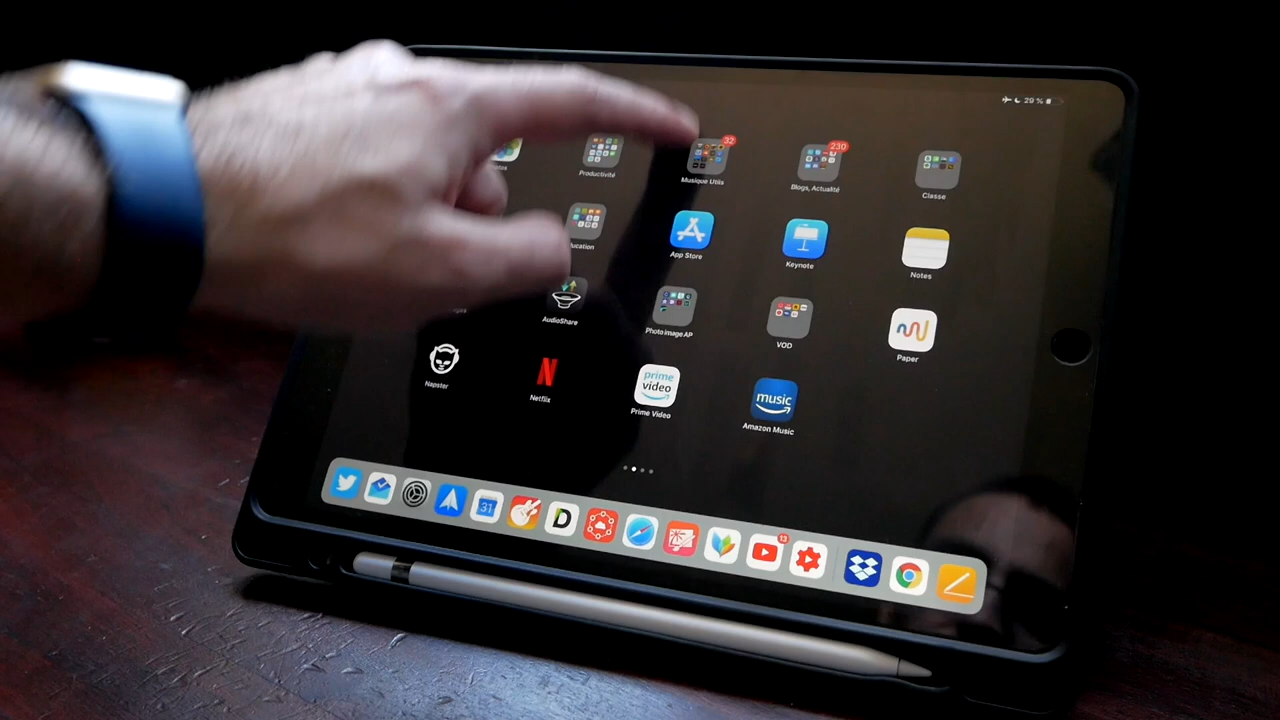 29 %
32
230
Productivité
Musique Utils
Blogs, Actualité
Classe
App Store
Keynote
Notes
AudioShare
Photo image AP
VOD
Paper
prime
video
music
Napster
Netflix
Prime Video
Amazon Music
31
D
13